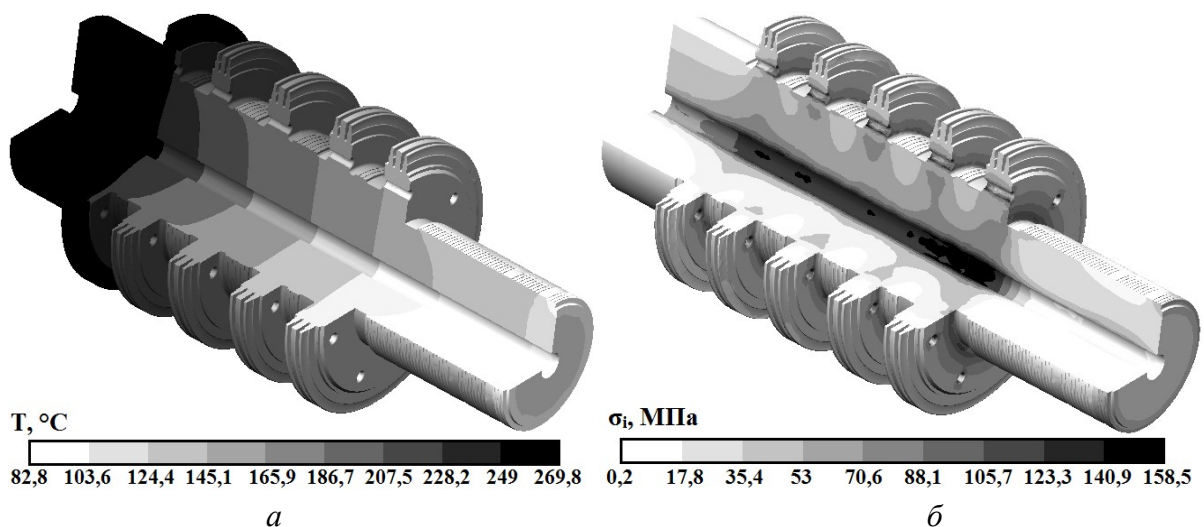 T, °C
82,8 103,6 124,4 145,1 165,9 186,7 207,5 228,2 249 269,8
а
σᵢ, МПа
0,2 17,8 35,4 53 70,6 88,1 105,7 123,3 140,9 158,5
б